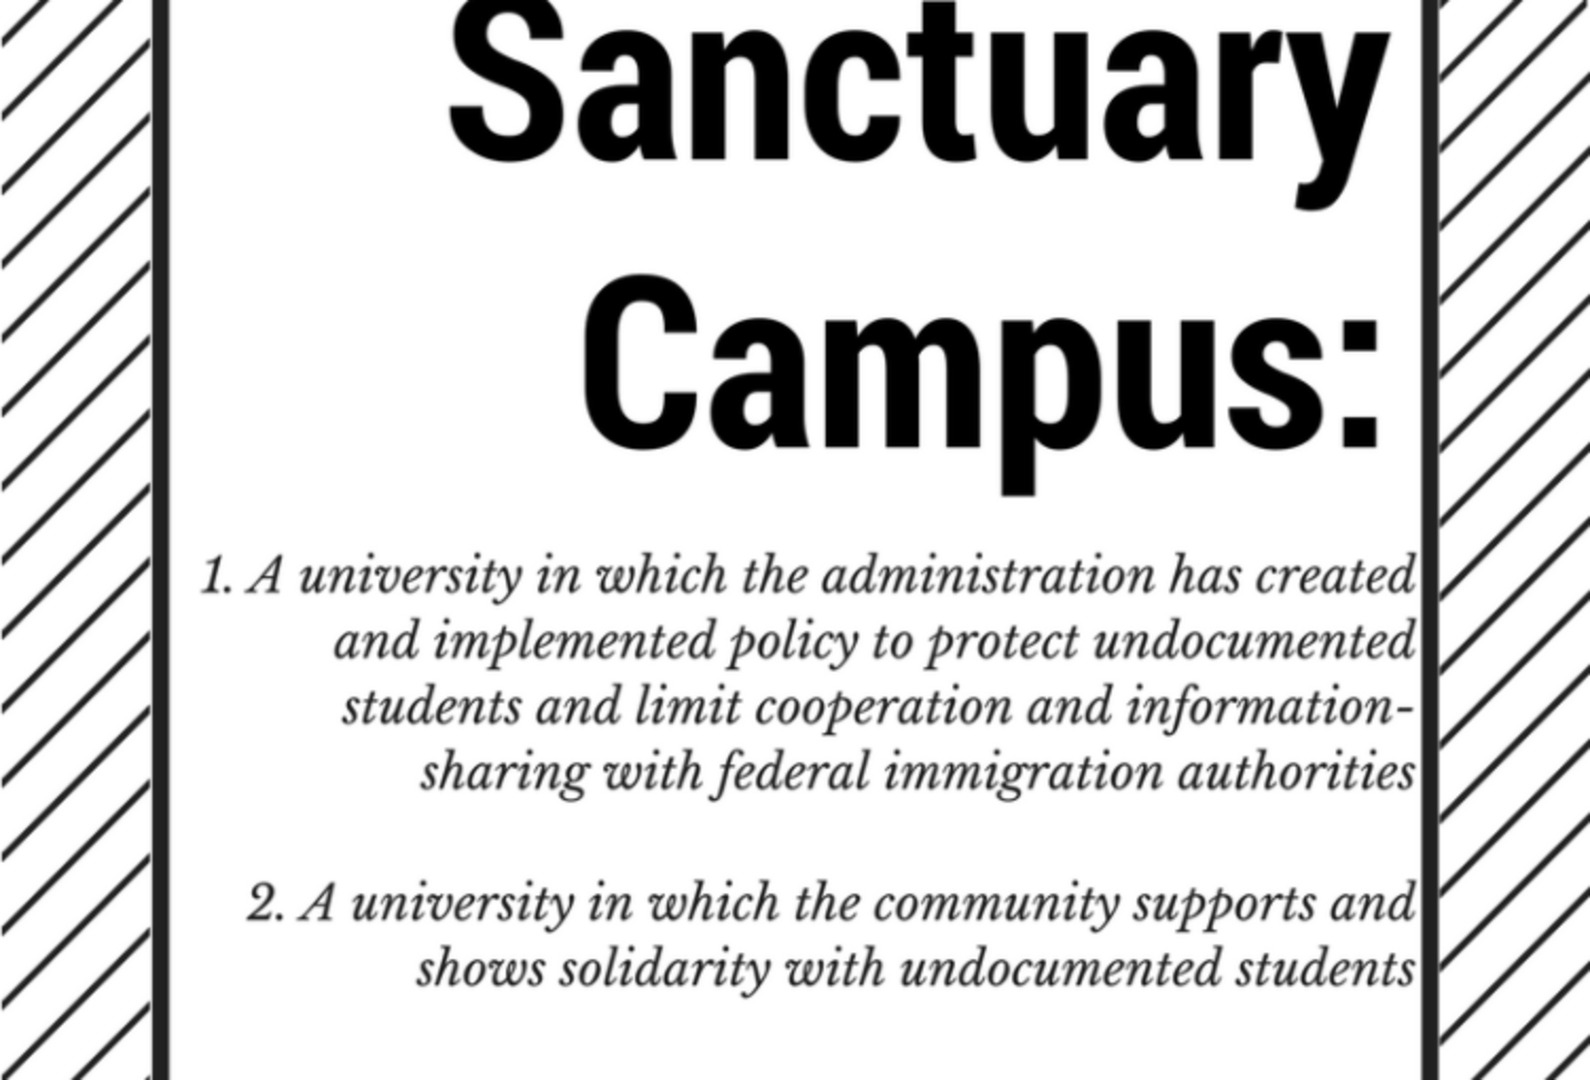 Sanctuary
Campus:
1. A university in which the administration has created
and implemented policy to protect undocumented
students and limit cooperation and information-
sharing with federal immigration authorities
2. A university in which the community supports and
shows solidarity with undocumented students